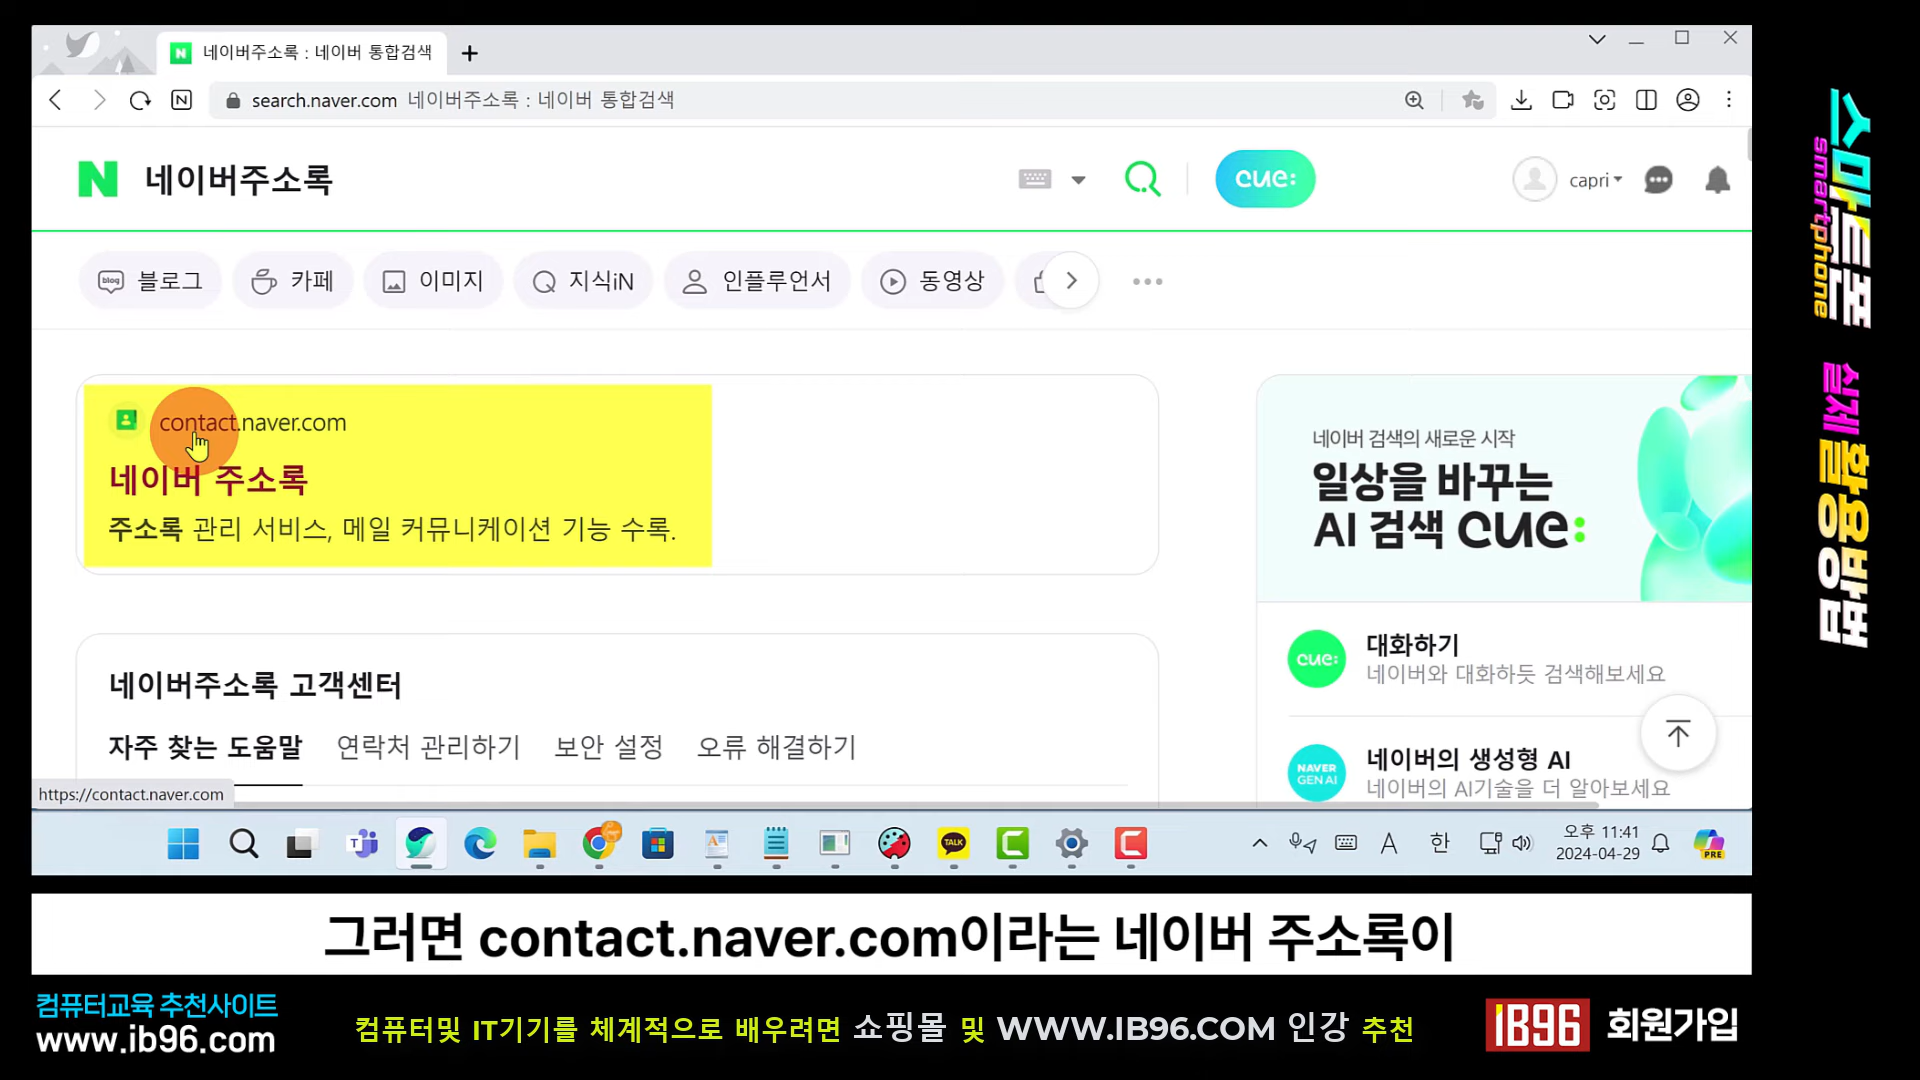 네이버주소록 : 네이버 통합검색
search.naver.com 네이버주소록 : 네이버 통합검색
N 네이버주소록
cue:
capri
블로그 카페 이미지 지식iN 인플루언서 동영상
contact.naver.com
네이버 주소록
주소록 관리 서비스, 메일 커뮤니케이션 기능 수록.
네이버주소록 고객센터
자주 찾는 도움말 연락처 관리하기 보안 설정 오류 해결하기
네이버 검색의 새로운 시작
일상을 바꾸는
AI 검색 cue:
cue:
대화하기
네이버와 대화하듯 검색해보세요
NAVER
GEN AI
네이버의 생성형 AI
네이버의 AI기술을 더 알아보세요
https://contact.naver.com
TALK
A 한
오후 11:41
2024-04-29
PRE
그러면 contact.naver.com이라는 네이버 주소록이
컴퓨터교육 추천사이트
www.ib96.com
컴퓨터및 IT기기를 체계적으로 배우려면 쇼핑몰 및 WWW.IB96.COM 인강 추천
IB96 회원가입
스마트폰 실제활용방법
smartphone